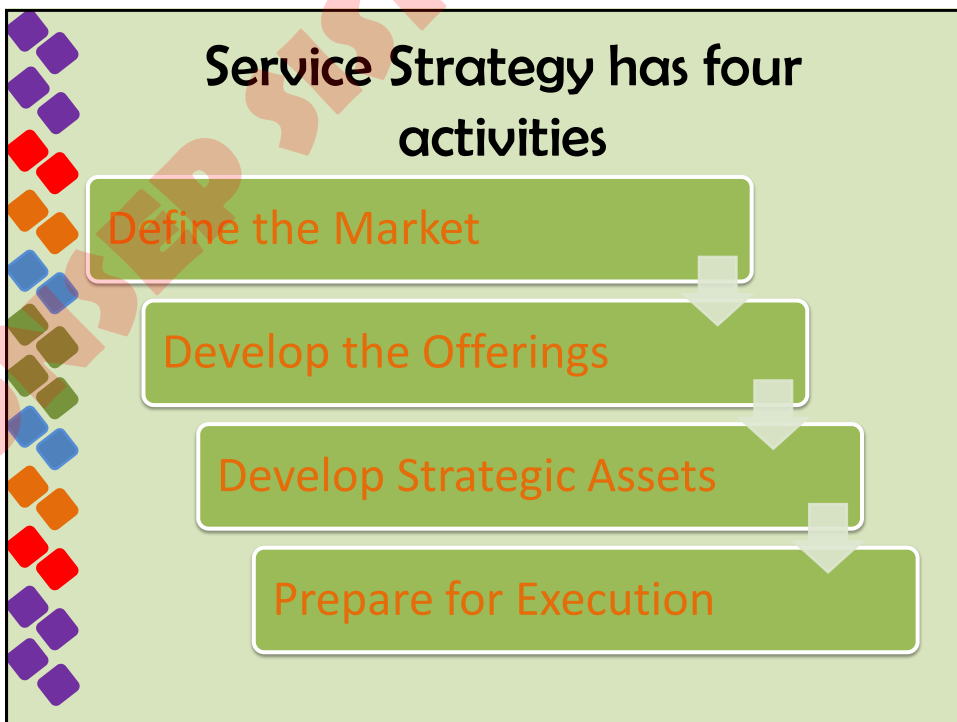 Service Strategy has four
activities
Define the Market
Develop the Offerings
Develop Strategic Assets
Prepare for Execution